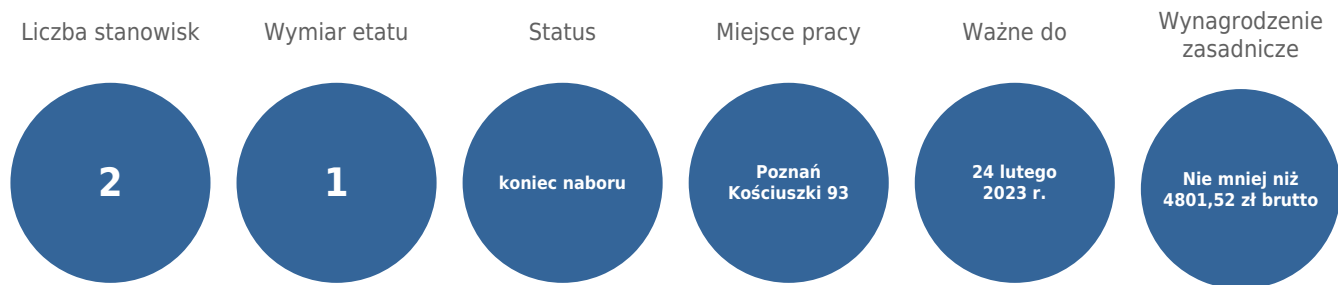 Liczba stanowisk
2
Wymiar etatu
1
Status
koniec naboru
Miejsce pracy
Poznań
Kościuszki 93
Ważne do
24 lutego
2023 r.
Wynagrodzenie
zasadnicze
Nie mniej niż
4801,52 zł brutto